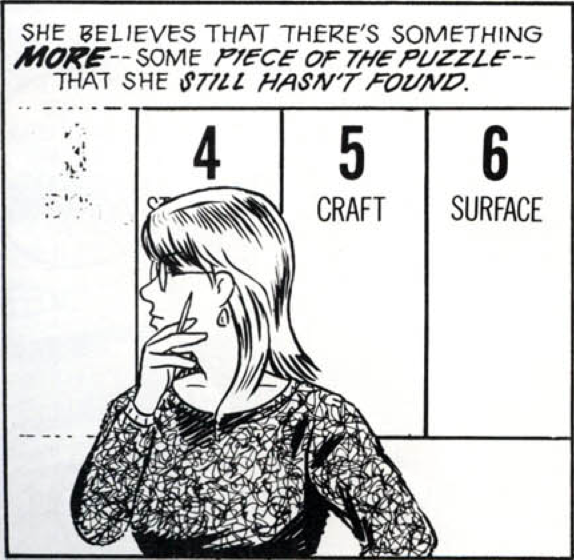 SHE BELIEVES THAT THERE'S SOMETHING
MORE--SOME PIECE OF THE PUZZLE--
THAT SHE STILL HASN'T FOUND.
4
5
CRAFT
6
SURFACE